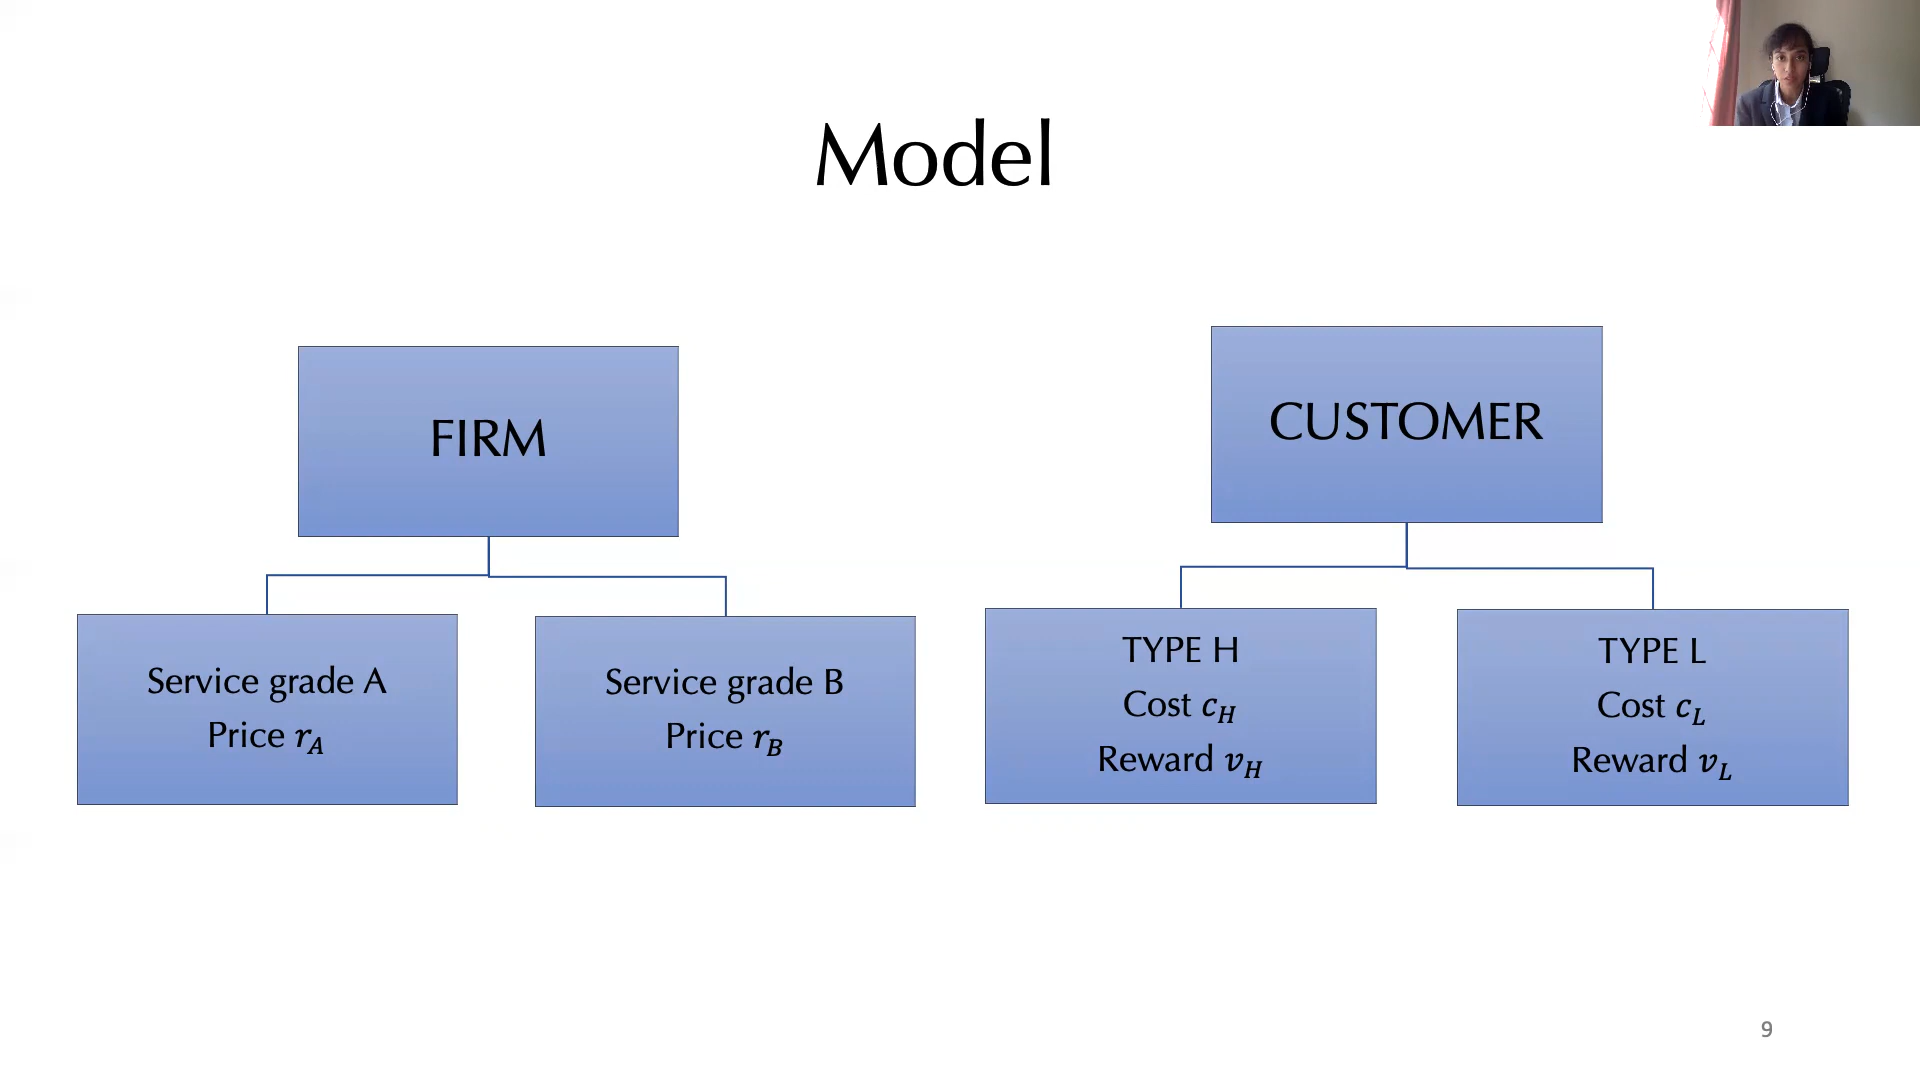 Model
FIRM
Service grade A
Price r_A
Service grade B
Price r_B
CUSTOMER
TYPE H
Cost c_H
Reward v_H
TYPE L
Cost c_L
Reward v_L
9